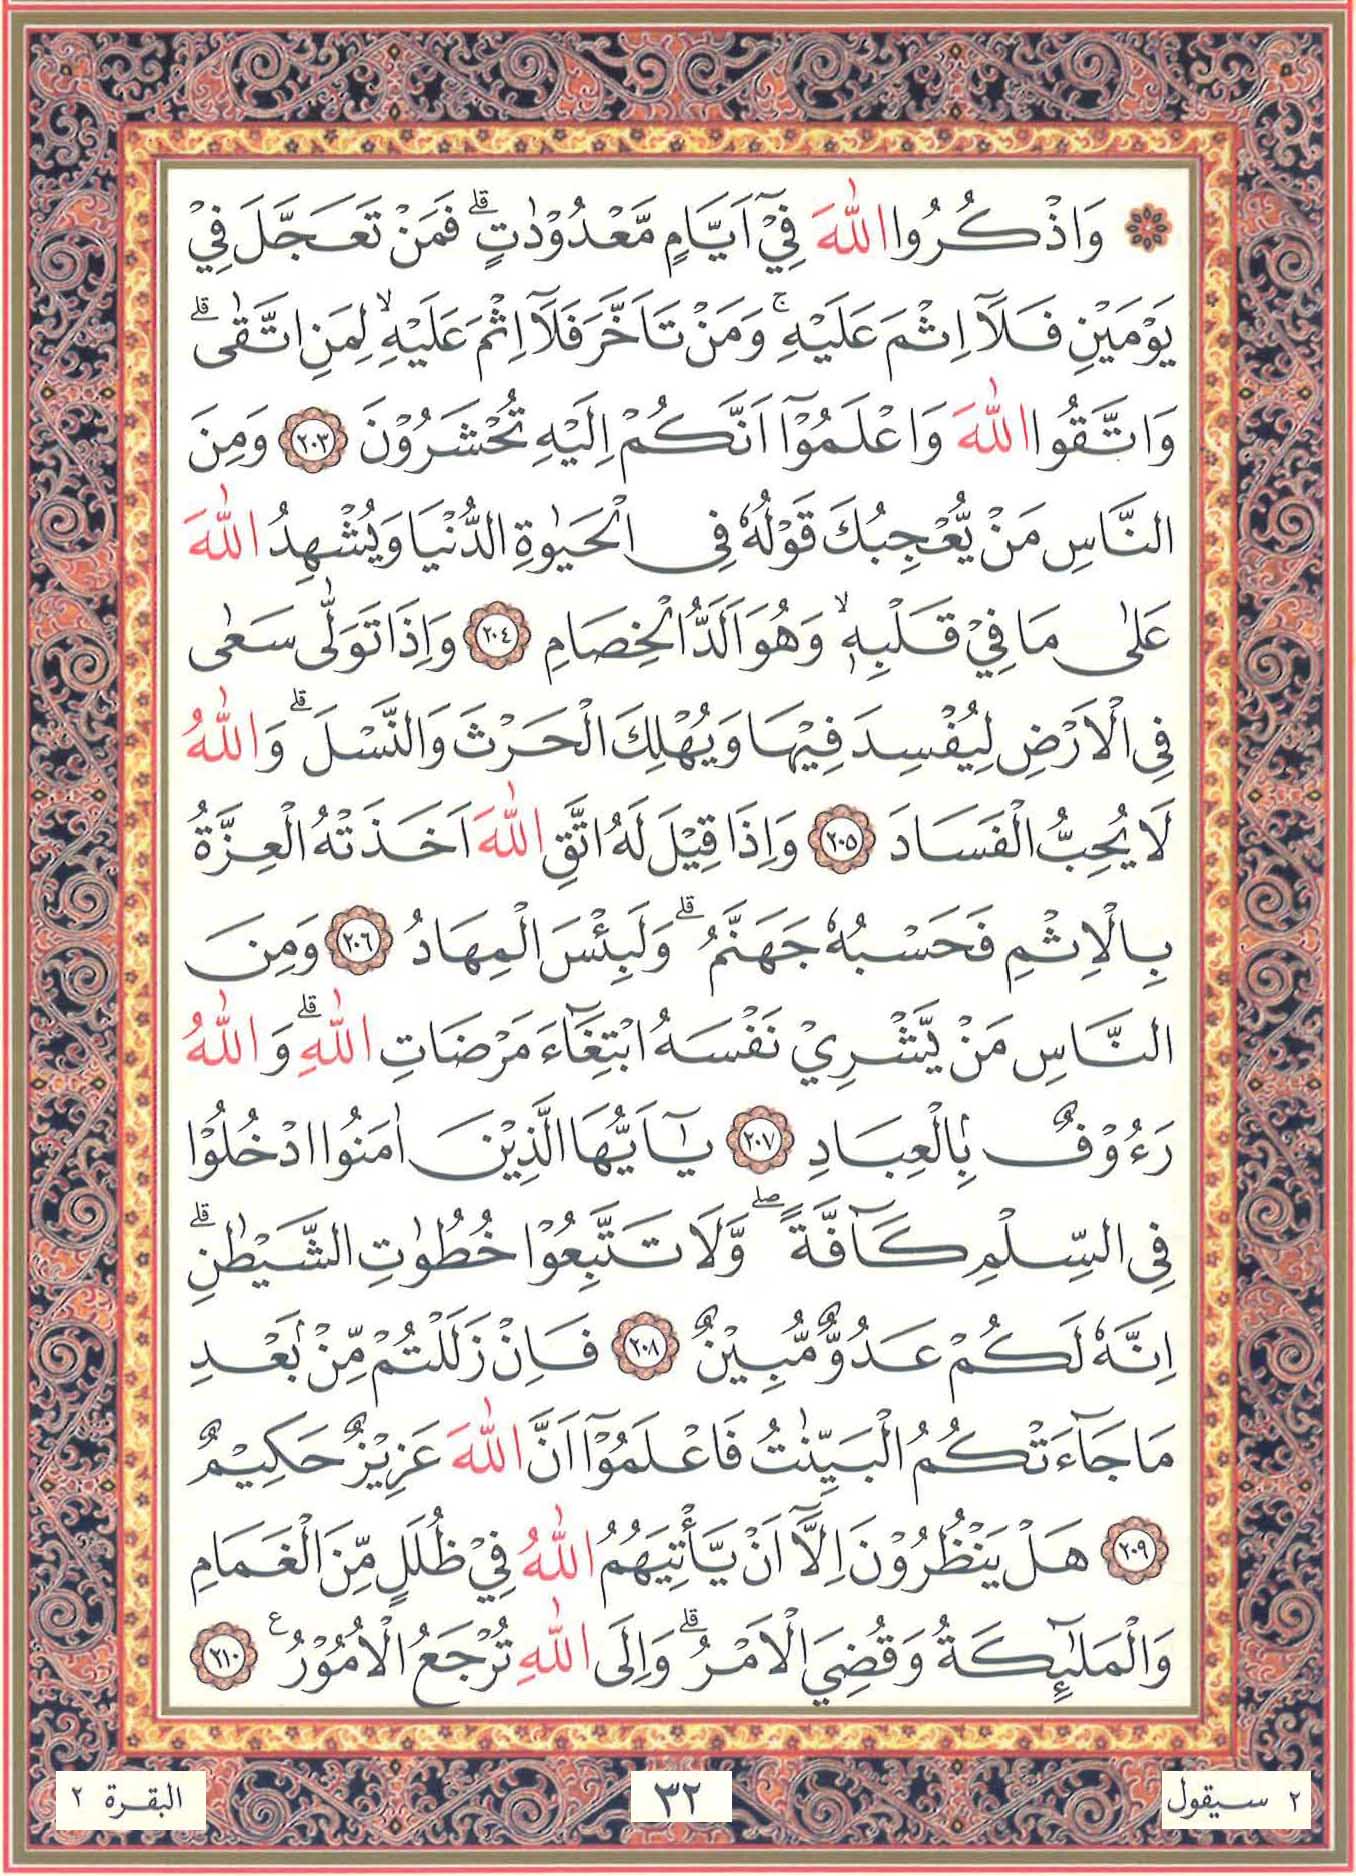 وَاذْكُرُوا اللّٰهَ فِيْٓ اَيَّامٍ مَّعْدُوْدٰتٍ ۗ فَمَنْ تَعَجَّلَ فِيْ
يَوْمَيْنِ فَلَآ اِثْمَ عَلَيْهِ ۚ وَمَنْ تَاَخَّرَ فَلَآ اِثْمَ عَلَيْهِ ۙ لِمَنِ اتَّقٰى ۗ
وَاتَّقُوا اللّٰهَ وَاعْلَمُوْٓا اَنَّكُمْ اِلَيْهِ تُحْشَرُوْنَ ٢٠٣ وَمِنَ
النَّاسِ مَنْ يُّعْجِبُكَ قَوْلُهٗ فِى الْحَيٰوةِ الدُّنْيَا وَيُشْهِدُ اللّٰهَ
عَلٰى مَا فِيْ قَلْبِهٖ ۙ وَهُوَ اَلَدُّ الْخِصَامِ ٢٠٤ وَاِذَا تَوَلّٰى سَعٰى
فِى الْاَرْضِ لِيُفْسِدَ فِيْهَا وَيُهْلِكَ الْحَرْثَ وَالنَّسْلَ ۗ وَاللّٰهُ
لَا يُحِبُّ الْفَسَادَ ٢٠٥ وَاِذَا قِيْلَ لَهُ اتَّقِ اللّٰهَ اَخَذَتْهُ الْعِزَّةُ
بِالْاِثْمِ فَحَسْبُهٗ جَهَنَّمُ ۗ وَلَبِئْسَ الْمِهَادُ ٢٠٦ وَمِنَ
النَّاسِ مَنْ يَّشْرِيْ نَفْسَهُ ابْتِغَآءَ مَرْضَاتِ اللّٰهِ ۗ وَاللّٰهُ
رَءُوْفٌۢ بِالْعِبَادِ ٢٠٧ يٰٓاَيُّهَا الَّذِيْنَ اٰمَنُوا ادْخُلُوْا
فِى السِّلْمِ كَآفَّةً ۖ وَّلَا تَتَّبِعُوْا خُطُوٰتِ الشَّيْطٰنِ ۗ
اِنَّهٗ لَكُمْ عَدُوٌّ مُّبِيْنٌ ٢٠٨ فَاِنْ زَلَلْتُمْ مِّنْۢ بَعْدِ
مَا جَآءَتْكُمُ الْبَيِّنٰتُ فَاعْلَمُوْٓا اَنَّ اللّٰهَ عَزِيْزٌ حَكِيْمٌ
٢٠٩ هَلْ يَنْظُرُوْنَ اِلَّآ اَنْ يَّأْتِيَهُمُ اللّٰهُ فِيْ ظُلَلٍ مِّنَ الْغَمَامِ
وَالْمَلٰۤىِٕكَةُ وَقُضِيَ الْاَمْرُ ۗ وَاِلَى اللّٰهِ تُرْجَعُ الْاُمُوْرُ ࣖ ٢١٠
٢ سيقول
٣٢
البقرة ٢